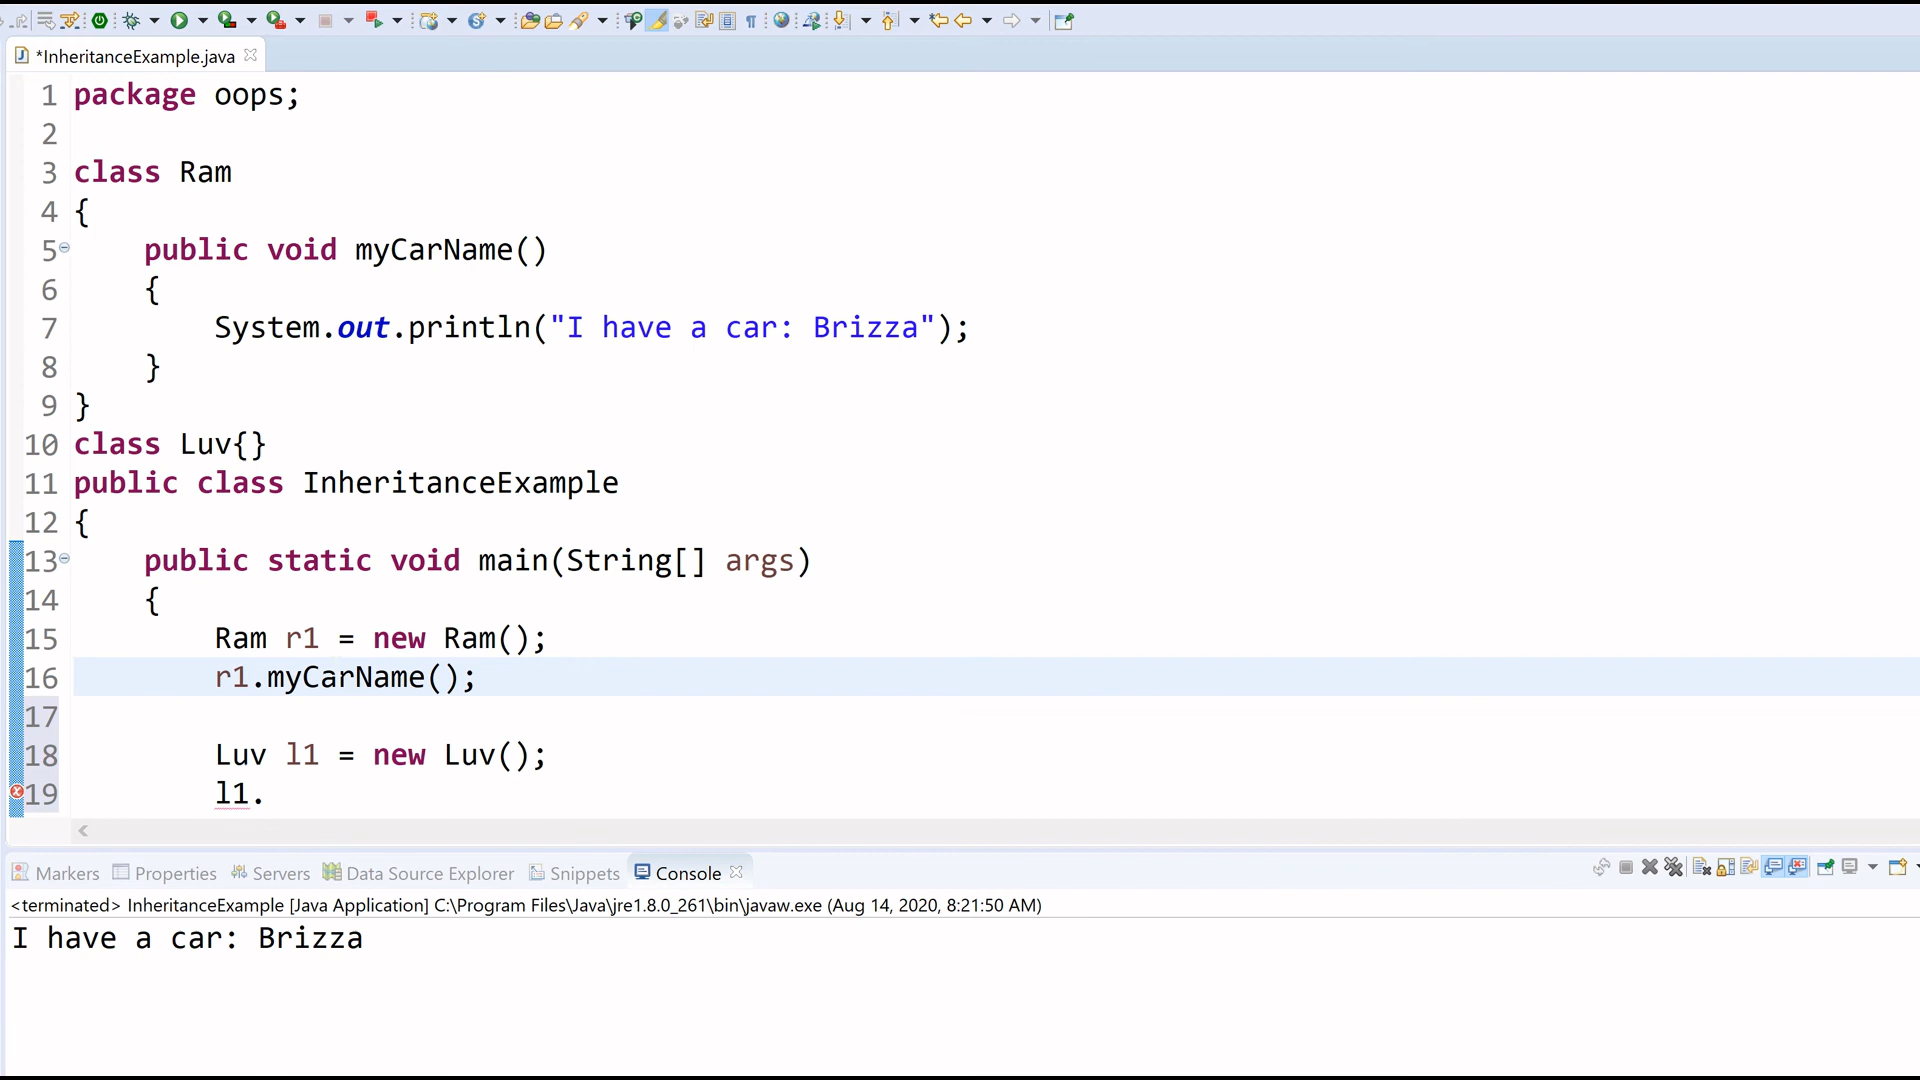 *InheritanceExample.java
1 package oops;
2
3 class Ram
4 {
5 public void myCarName()
6 {
7 System.out.println("I have a car: Brizza");
8 }
9 }
10 class Luv{}
11 public class InheritanceExample
12 {
13 public static void main(String[] args)
14 {
15 Ram r1 = new Ram();
16 r1.myCarName();
17
18 Luv l1 = new Luv();
19 l1.
Markers Properties Servers Data Source Explorer Snippets Console
<terminated> InheritanceExample [Java Application] C:\Program Files\Java\jre1.8.0_261\bin\javaw.exe (Aug 14, 2020, 8:21:50 AM)
I have a car: Brizza